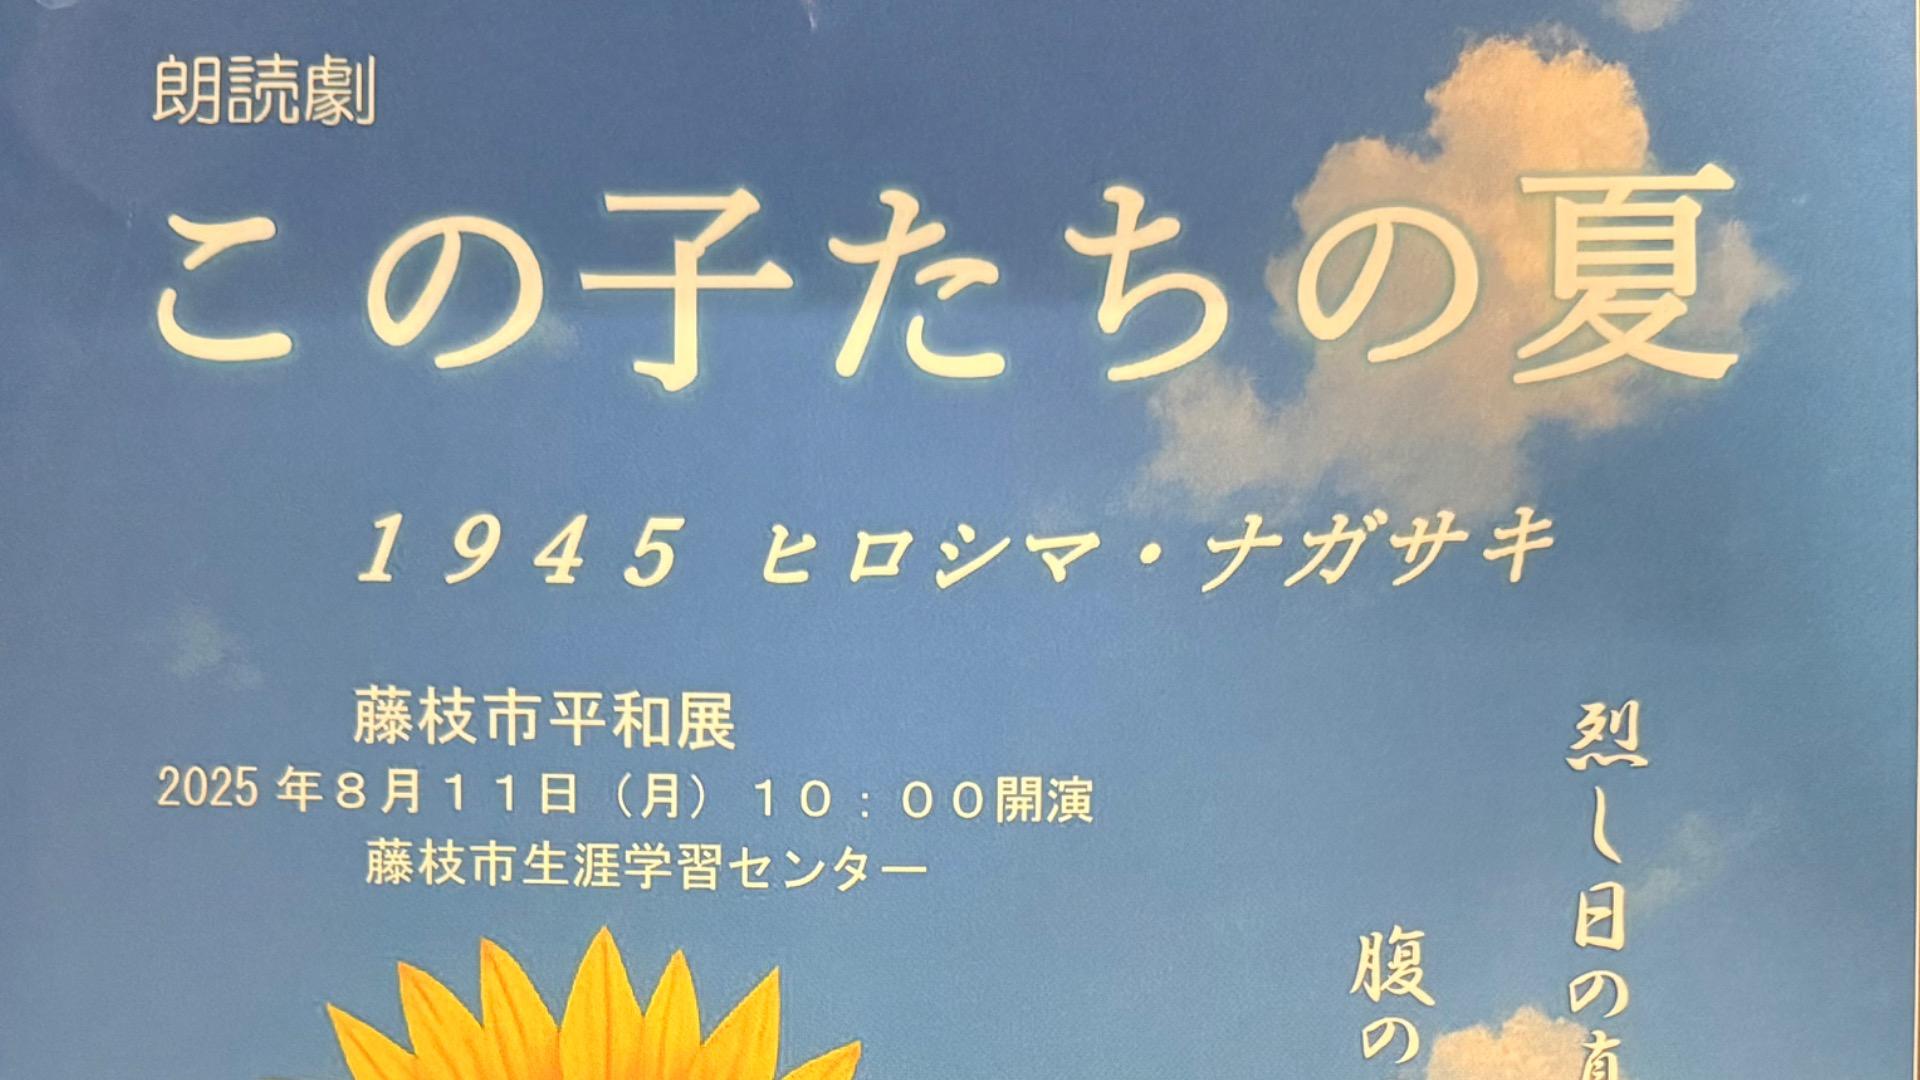 朗読劇
この子たちの夏
１９４５ ヒロシマ・ナガサキ
藤枝市平和展
2025年８月１１日（月）１０：００開演
藤枝市生涯学習センター
烈し日の真
腹の